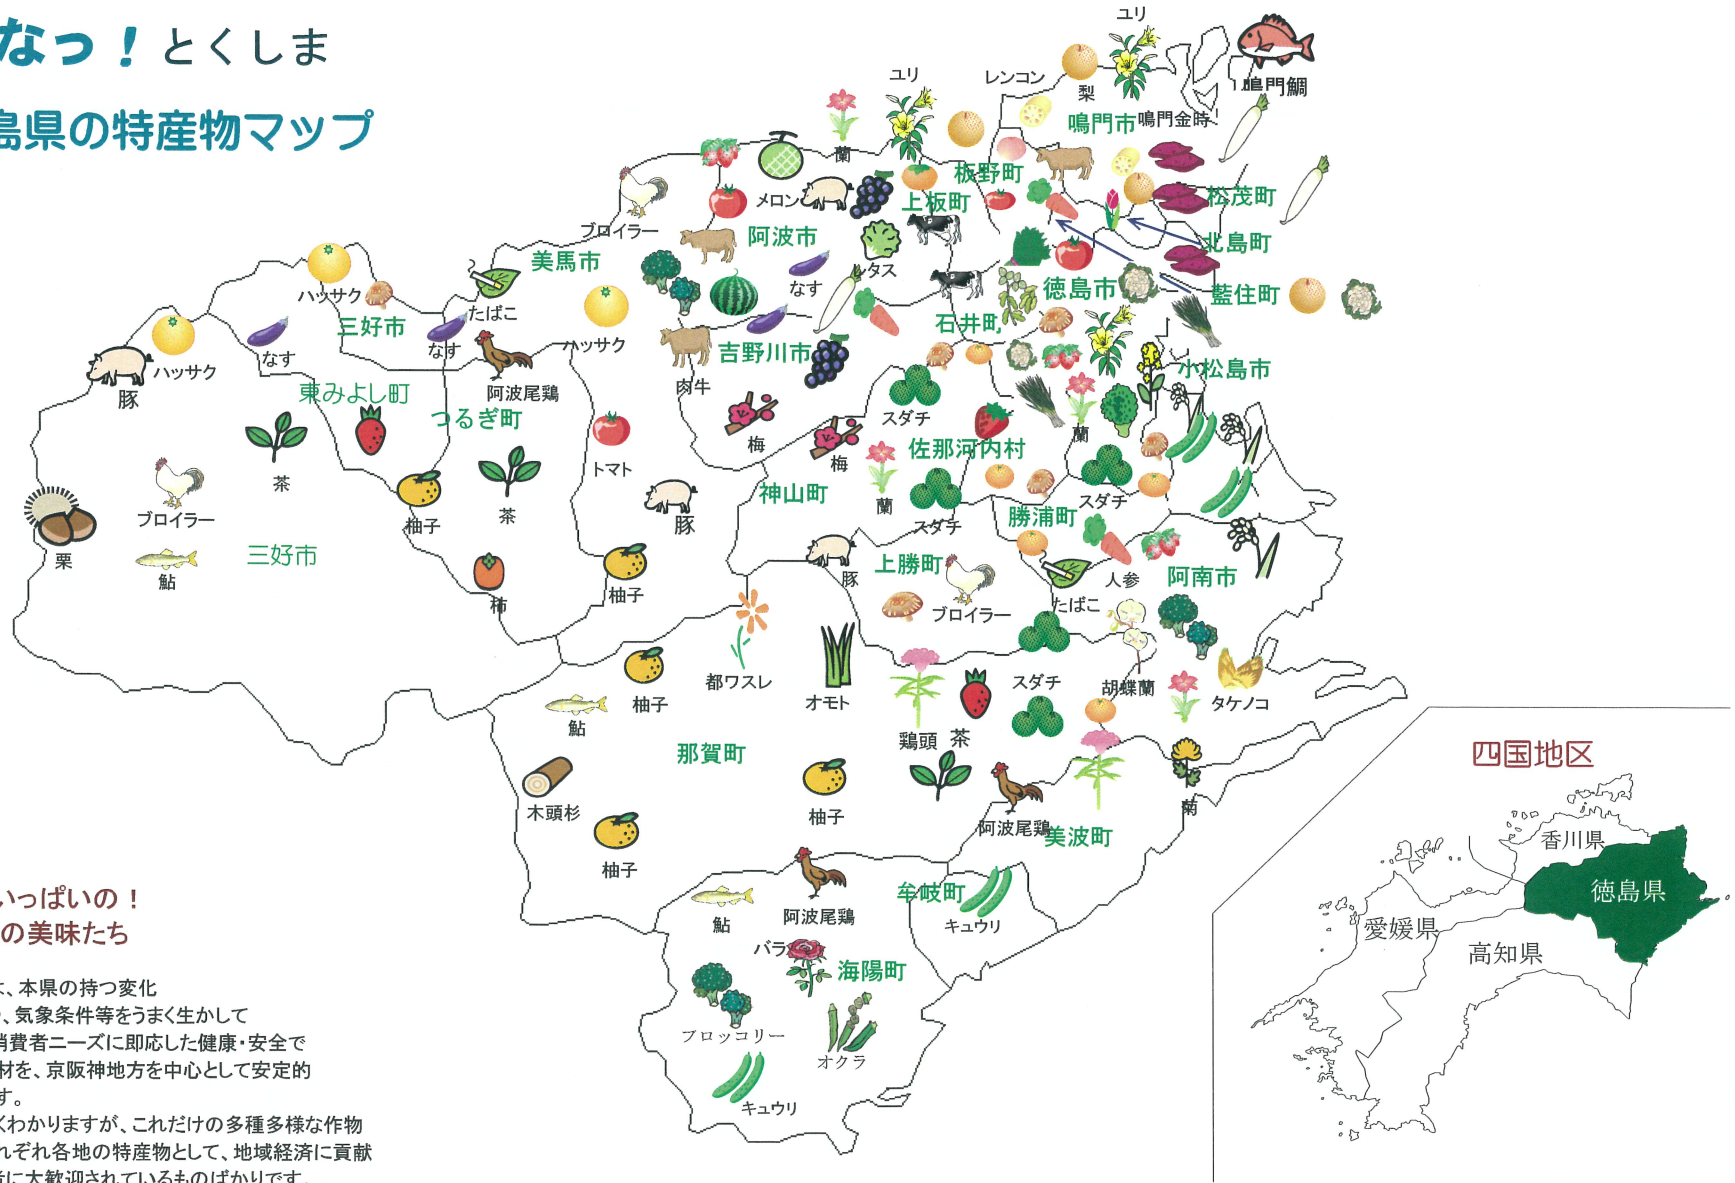 なっ！とくしま
島県の特産物マップ
ユリ
鳴門鯛
レンコン
梨
鳴門市
鳴門金時
ユリ
蘭
板野町
メロン
上板町
松茂町
ブロイラー
阿波市
北島町
美馬市
レタス
なす
徳島市
藍住町
ハッサク
たばこ
三好市
なす
なす
石井町
ハッサク
吉野川市
小松島市
豚
ハッサク
肉牛
東みよし町
阿波尾鶏
つるぎ町
スダチ
蘭
梅
梅
佐那河内村
トマト
茶
神山町
蘭
スダチ
スダチ
勝浦町
茶
柚子
豚
ブロイラー
栗
三好市
鮎
上勝町
豚
人参
阿南市
柿
柚子
ブロイラー
たばこ
都ワスレ
オモト
スダチ
胡蝶蘭
タケノコ
柚子
鮎
鶏頭
茶
那賀町
四国地区
木頭杉
柚子
阿波尾鶏
美波町
菊
香川県
柚子
徳島県
牟岐町
鮎
阿波尾鶏
キュウリ
愛媛県
高知県
バラ
海陽町
ブロッコリー
オクラ
キュウリ
いっぱいの！
の美味たち
、本県の持つ変化
、気象条件等をうまく生かして
消費者ニーズに即応した健康・安全で
材を、京阪神地方を中心として安定的
す。
くわかりますが、これだけの多種多様な作物
れぞれ各地の特産物として、地域経済に貢献
者に大歓迎されているものばかりです。